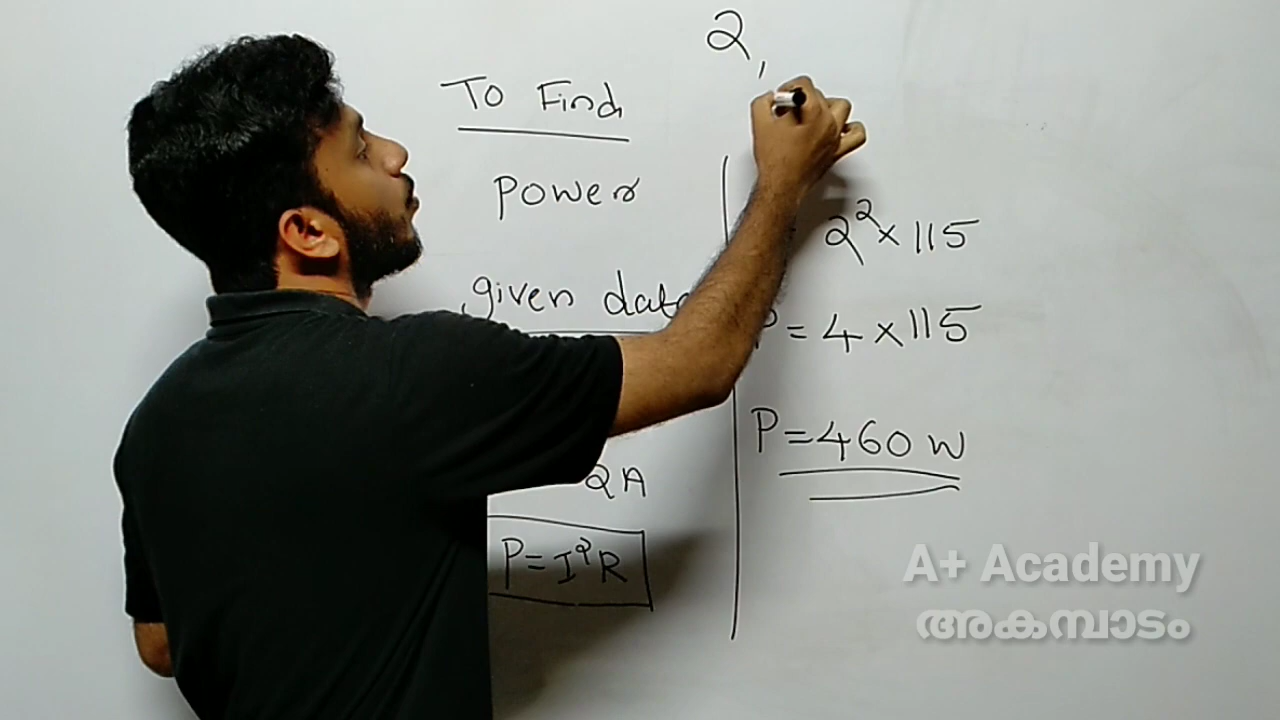 2,
To Find
Power
given data
2A
P=I²R
= 2² × 115
P = 4 × 115
P = 460 W
A+ Academy
അകമ്പാടം